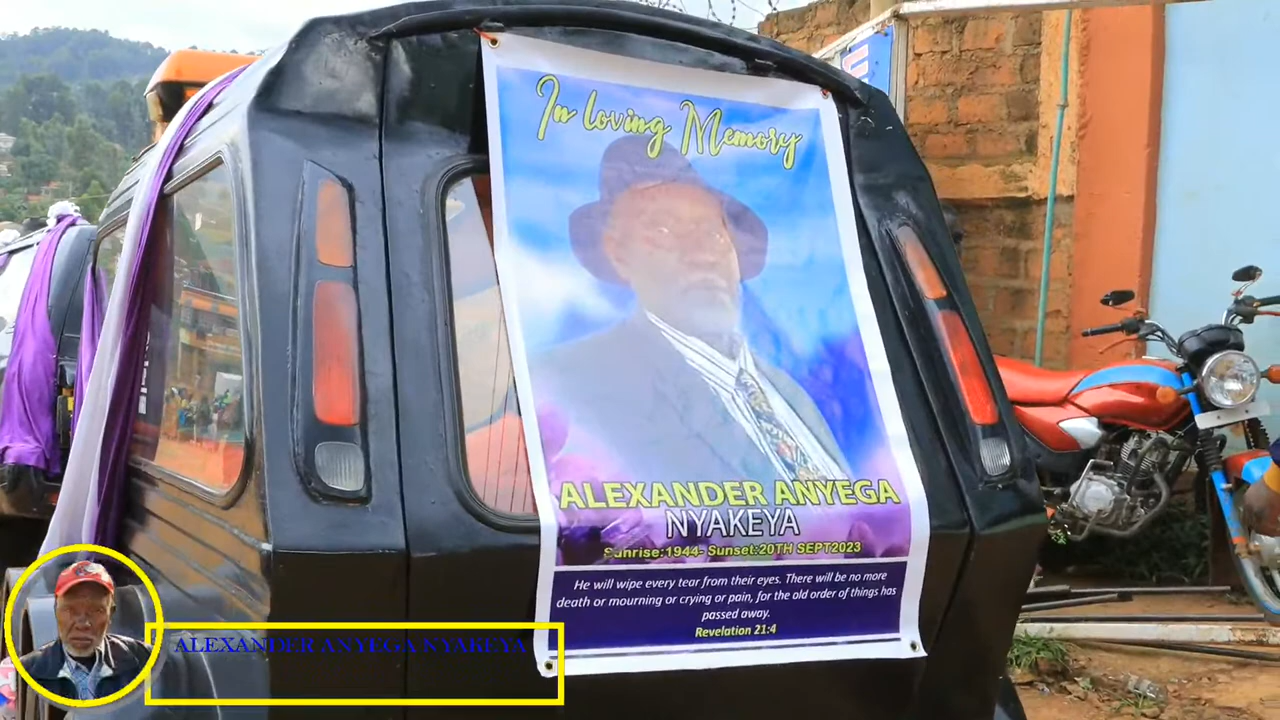 In loving Memory
ALEXANDER ANYEGA
NYAKEYA
Sunrise:1944- Sunset:20TH SEPT2023
He will wipe every tear from their eyes. There will be no more
death or mourning or crying or pain, for the old order of things has
passed away.
Revelation 21:4
ALEXANDER ANYEGA NYAKEYA